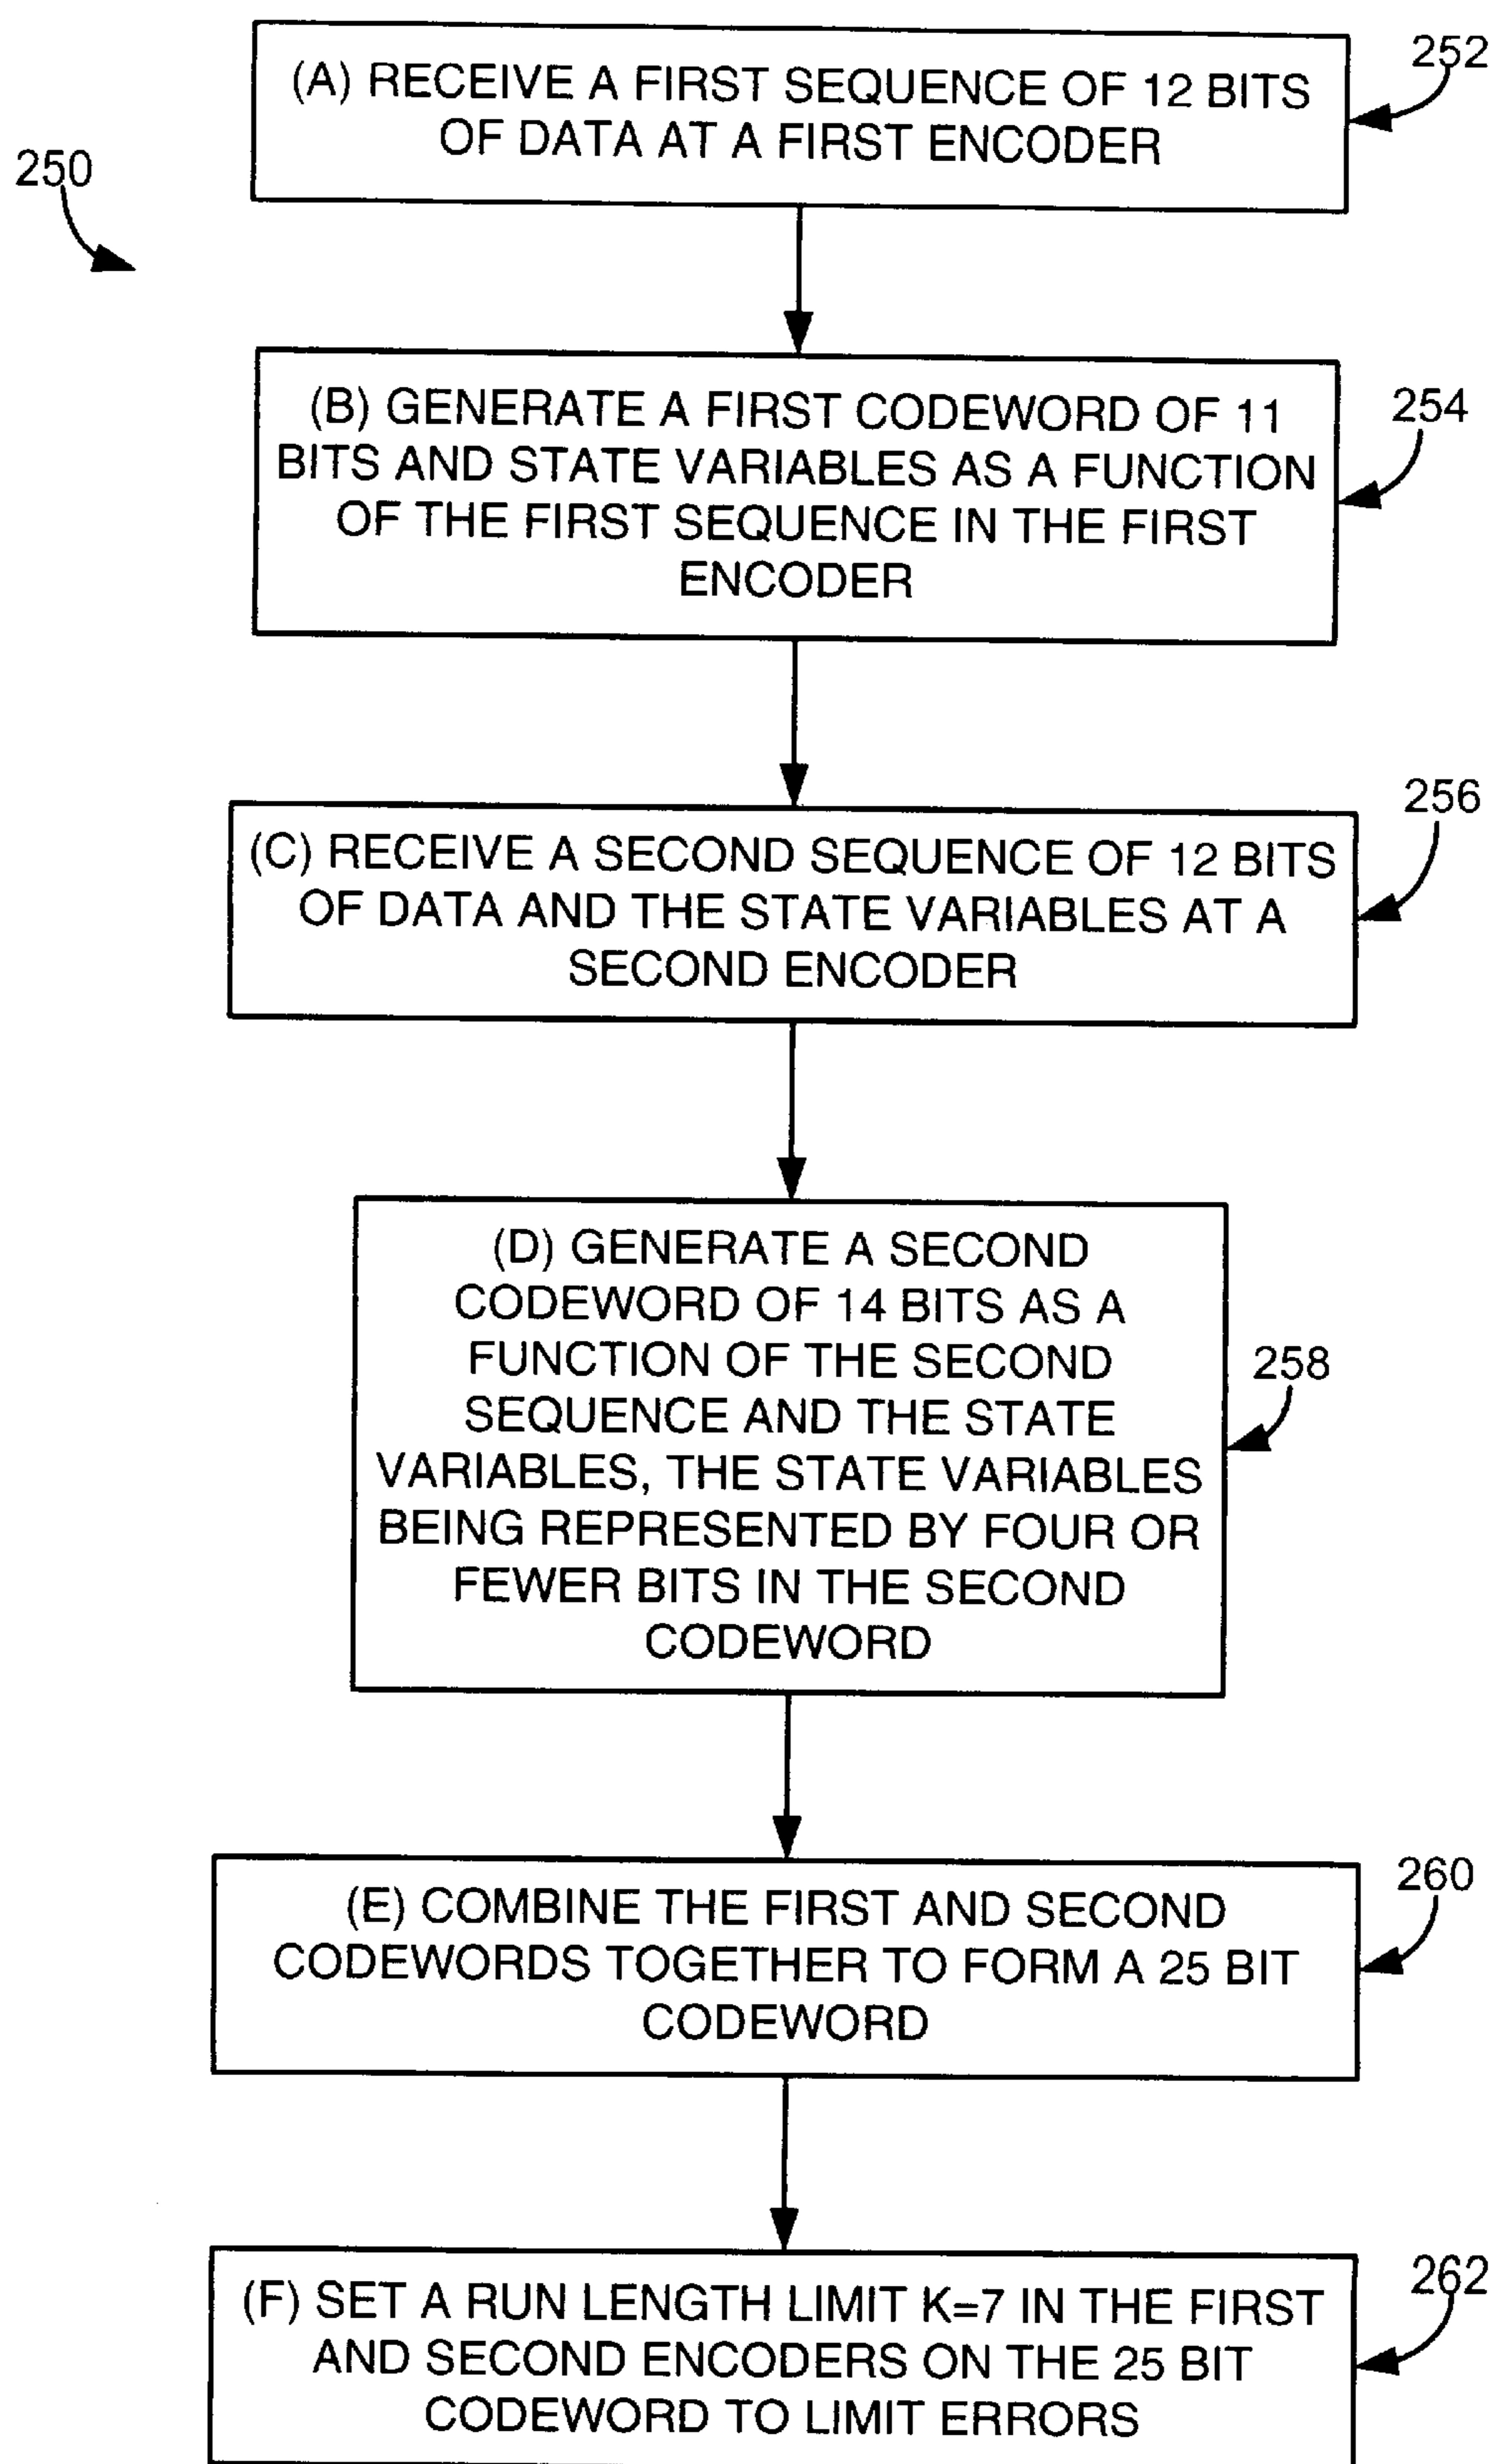 252
(A) RECEIVE A FIRST SEQUENCE OF 12 BITS
OF DATA AT A FIRST ENCODER
250
(B) GENERATE A FIRST CODEWORD OF 11
BITS AND STATE VARIABLES AS A FUNCTION
OF THE FIRST SEQUENCE IN THE FIRST
ENCODER
254
(C) RECEIVE A SECOND SEQUENCE OF 12 BITS
OF DATA AND THE STATE VARIABLES AT A
SECOND ENCODER
256
(D) GENERATE A SECOND
CODEWORD OF 14 BITS AS A
FUNCTION OF THE SECOND
SEQUENCE AND THE STATE
VARIABLES, THE STATE VARIABLES
BEING REPRESENTED BY FOUR OR
FEWER BITS IN THE SECOND
CODEWORD
258
(E) COMBINE THE FIRST AND SECOND
CODEWORDS TOGETHER TO FORM A 25 BIT
CODEWORD
260
(F) SET A RUN LENGTH LIMIT K=7 IN THE FIRST
AND SECOND ENCODERS ON THE 25 BIT
CODEWORD TO LIMIT ERRORS
262